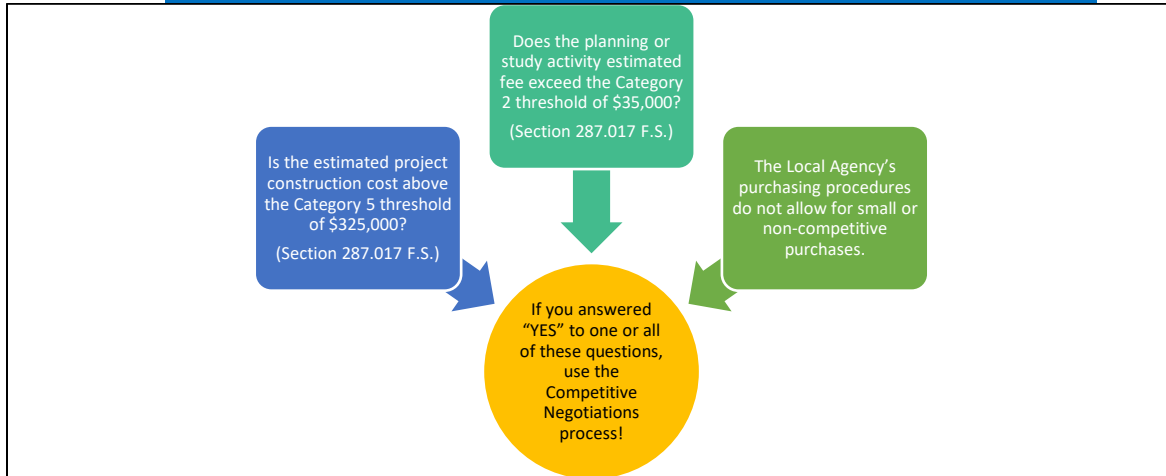 Does the planning or
study activity estimated
fee exceed the Category
2 threshold of $35,000?
(Section 287.017 F.S.)
Is the estimated project
construction cost above
the Category 5 threshold
of $325,000?
(Section 287.017 F.S.)
The Local Agency’s
purchasing procedures
do not allow for small or
non-competitive
purchases.
If you answered
“YES” to one or all
of these questions,
use the
Competitive
Negotiations
process!